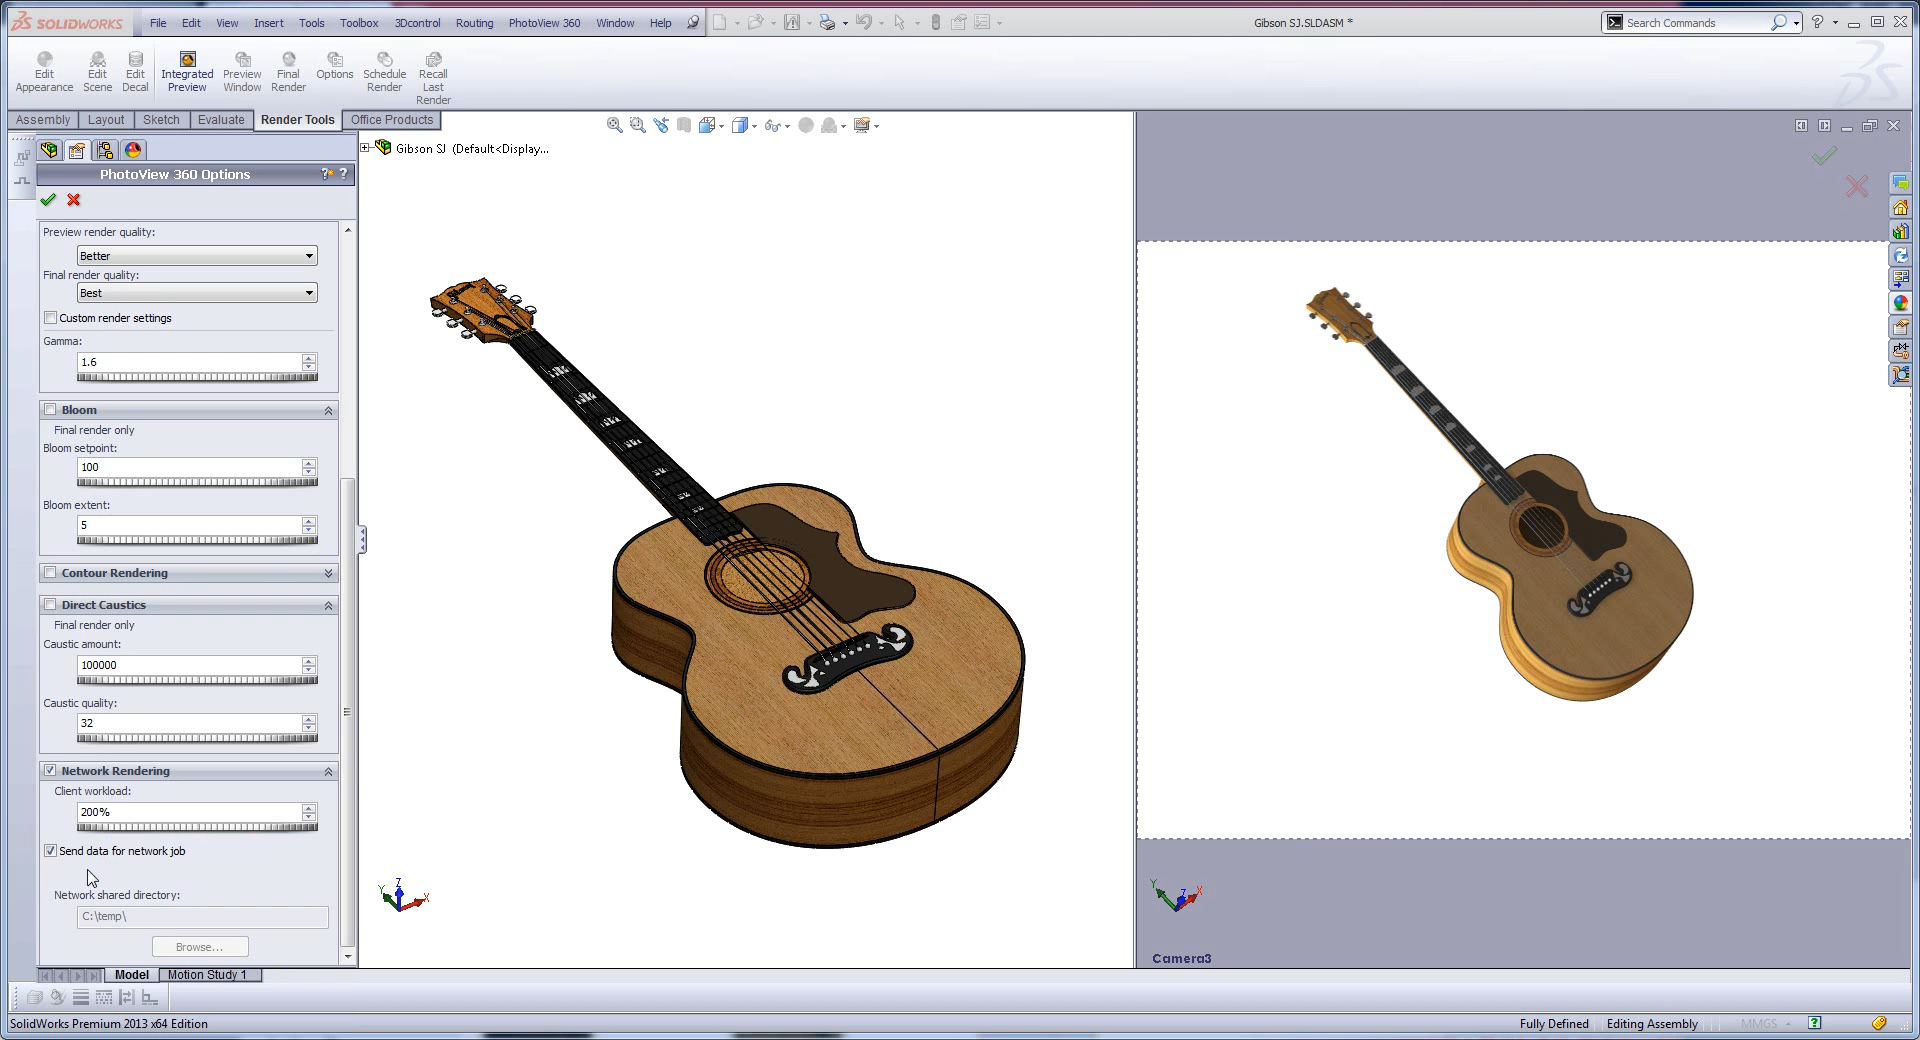 SOLIDWORKS File Edit View Insert Tools Toolbox 3Dcontrol Routing PhotoView 360 Window Help Gibson SJ.SLDASM * Search Commands
Edit Appearance
Edit Scene
Edit Decal
Integrated Preview
Preview Window
Final Render
Options
Schedule Render
Recall Last Render
Assembly Layout Sketch Evaluate Render Tools Office Products
Gibson SJ (Default<Display...
PhotoView 360 Options
Preview render quality:
Better
Final render quality:
Best
Custom render settings
Gamma:
1.6
Bloom
Final render only
Bloom setpoint:
100
Bloom extent:
5
Contour Rendering
Direct Caustics
Final render only
Caustic amount:
100000
Caustic quality:
32
Network Rendering
Client workload:
200%
Send data for network job
Network shared directory:
C:\temp\
Browse...
Z
Y X
Z
Y X
Camera3
Model Motion Study 1
SolidWorks Premium 2013 x64 Edition Fully Defined Editing Assembly MMGS